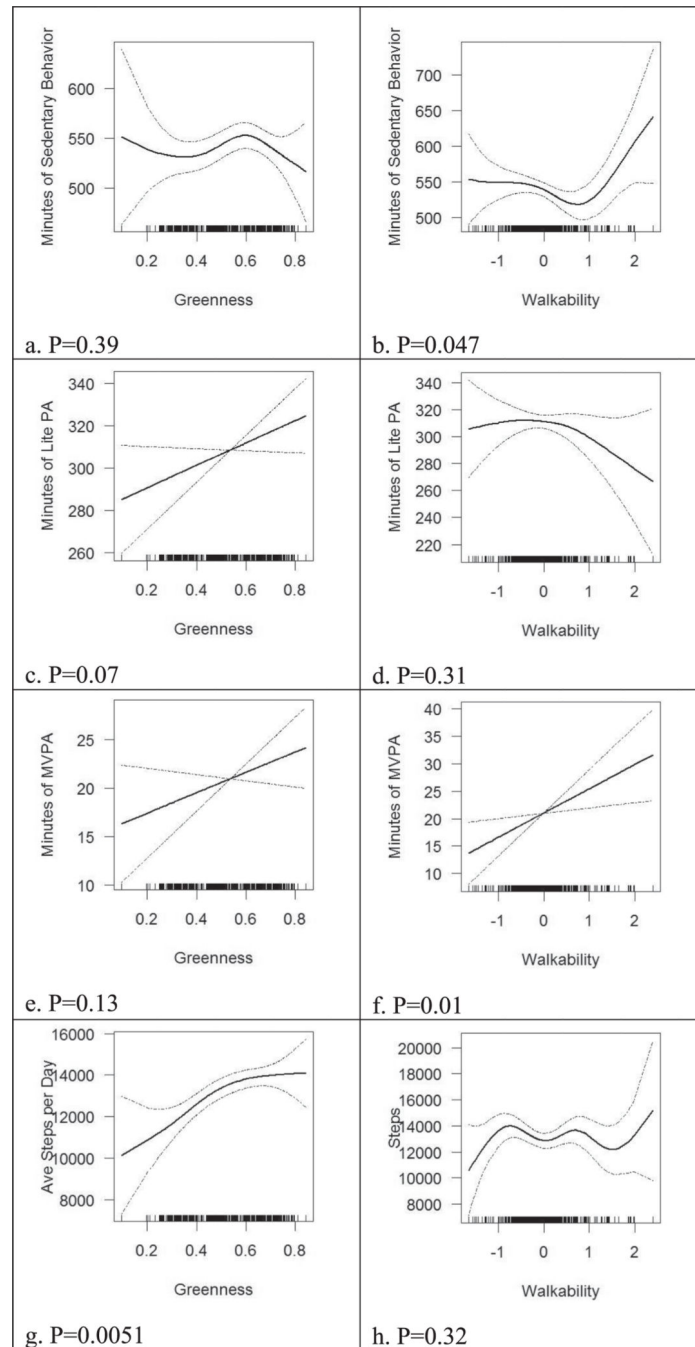 Minutes of Sedentary Behavior
600
550
500
0.2 0.4 0.6 0.8
Greenness
a. P=0.39
Minutes of Sedentary Behavior
700
650
600
550
500
-1 0 1 2
Walkability
b. P=0.047
Minutes of Lite PA
340
320
300
280
260
0.2 0.4 0.6 0.8
Greenness
c. P=0.07
Minutes of Lite PA
340
320
300
280
260
240
220
-1 0 1 2
Walkability
d. P=0.31
Minutes of MVPA
25
20
15
10
0.2 0.4 0.6 0.8
Greenness
e. P=0.13
Minutes of MVPA
40
35
30
25
20
15
10
-1 0 1 2
Walkability
f. P=0.01
Ave Steps per Day
16000
14000
12000
10000
8000
0.2 0.4 0.6 0.8
Greenness
g. P=0.0051
Steps
20000
18000
16000
14000
12000
10000
8000
-1 0 1 2
Walkability
h. P=0.32